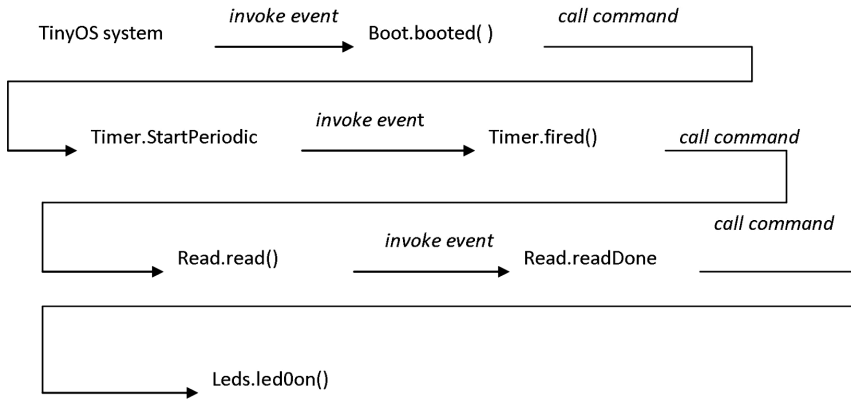 TinyOS system invoke event Boot.booted( ) call command
Timer.StartPeriodic invoke event Timer.fired() call command
Read.read() invoke event Read.readDone call command
Leds.led0on()